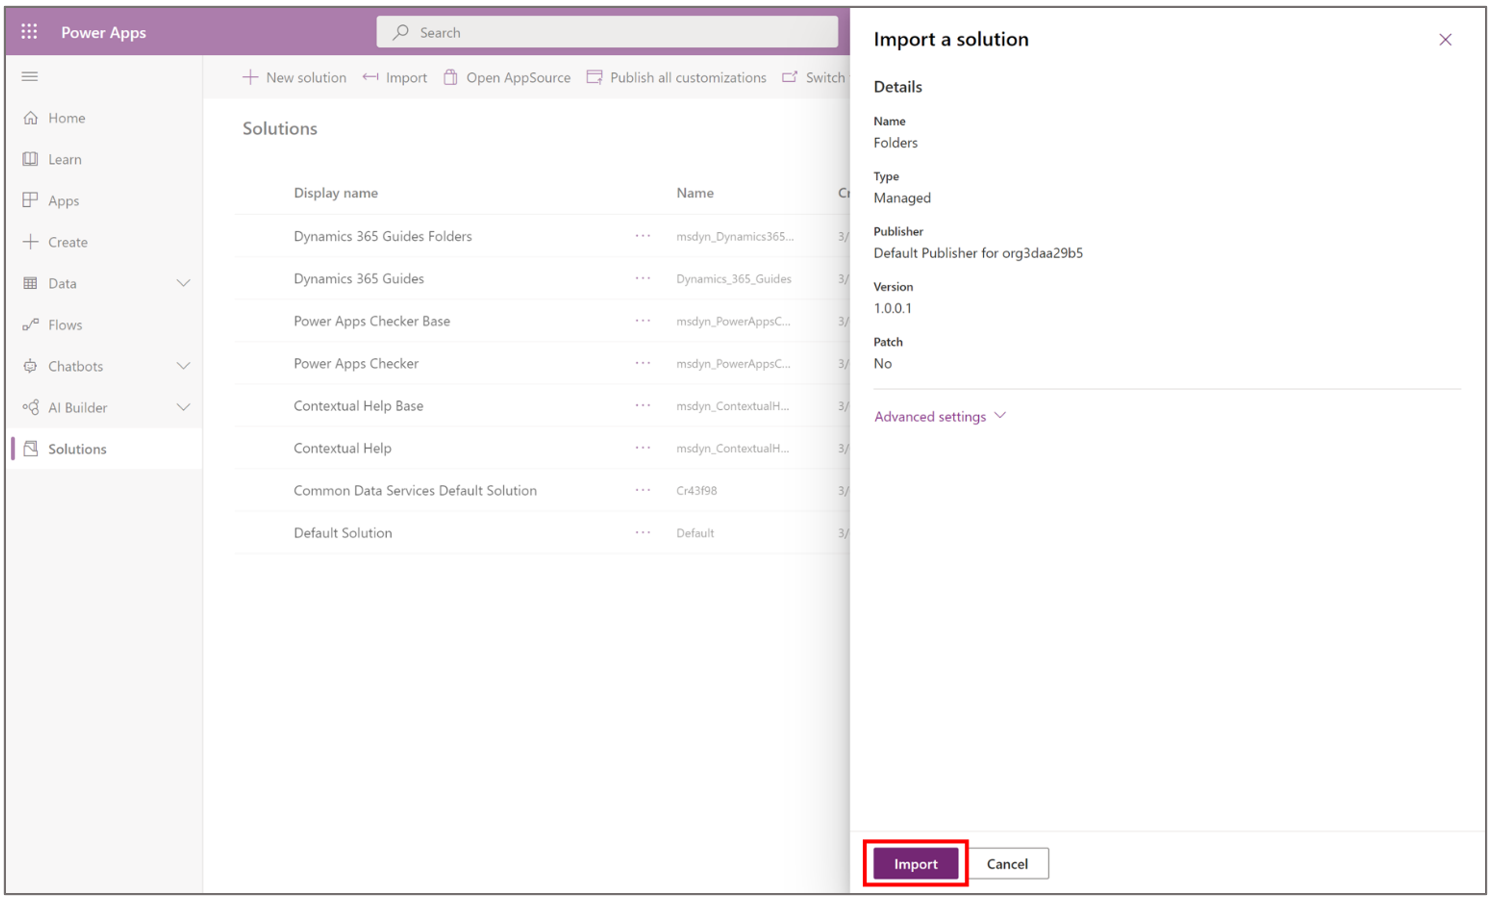 Power Apps
Search
New solution
Import
Open AppSource
Publish all customizations
Switch
Home
Learn
Apps
Create
Data
Flows
Chatbots
AI Builder
Solutions
Solutions
Display name Name
Dynamics 365 Guides Folders ··· msdyn_Dynamics365... 3/
Dynamics 365 Guides ··· Dynamics_365_Guides 3/
Power Apps Checker Base ··· msdyn_PowerAppsC... 3/
Power Apps Checker ··· msdyn_PowerAppsC... 3/
Contextual Help Base ··· msdyn_ContextualH... 3/
Contextual Help ··· msdyn_ContextualH... 3/
Common Data Services Default Solution ··· Cr43f98 3/
Default Solution ··· Default 3/
Import a solution
Details
Name
Folders
Type
Managed
Publisher
Default Publisher for org3daa29b5
Version
1.0.0.1
Patch
No
Advanced settings
Import
Cancel